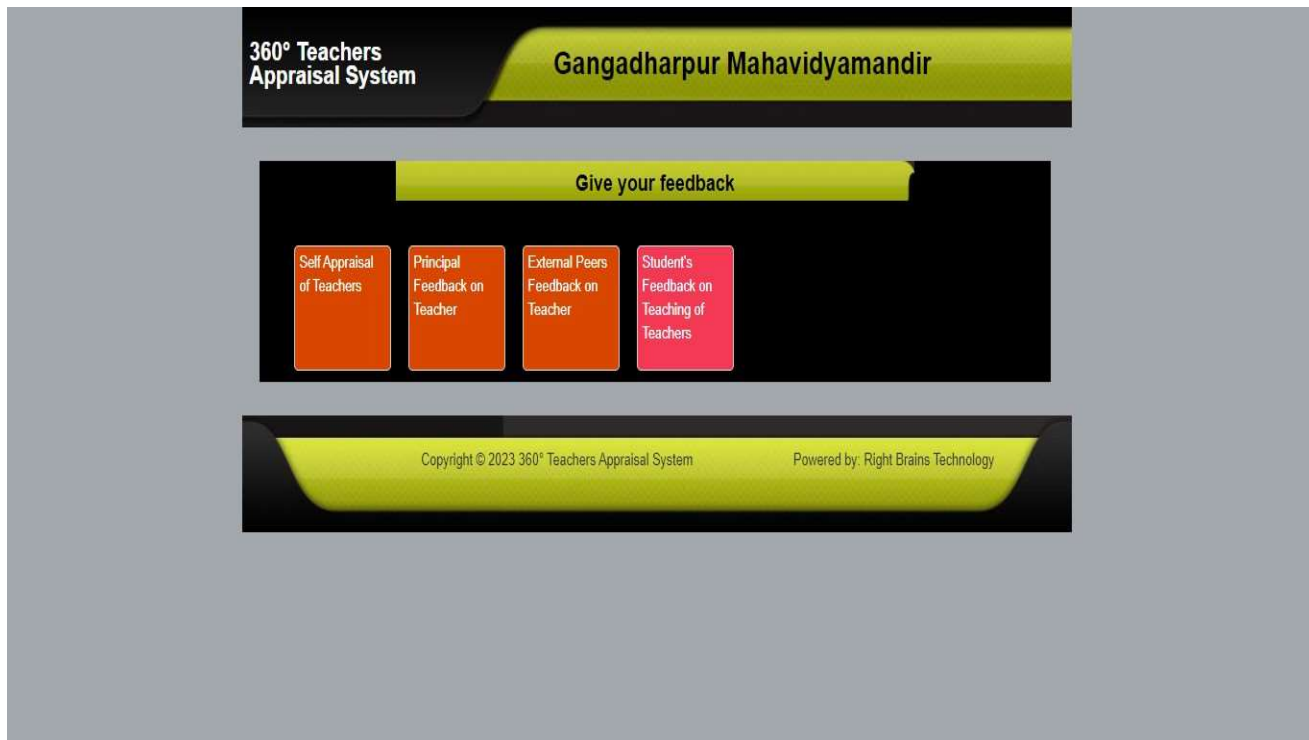 360° Teachers
Appraisal System
Gangadharpur Mahavidyamandir
Give your feedback
Self Appraisal
of Teachers
Principal
Feedback on
Teacher
External Peers
Feedback on
Teacher
Student's
Feedback on
Teaching of
Teachers
Copyright © 2023 360° Teachers Appraisal System
Powered by: Right Brains Technology